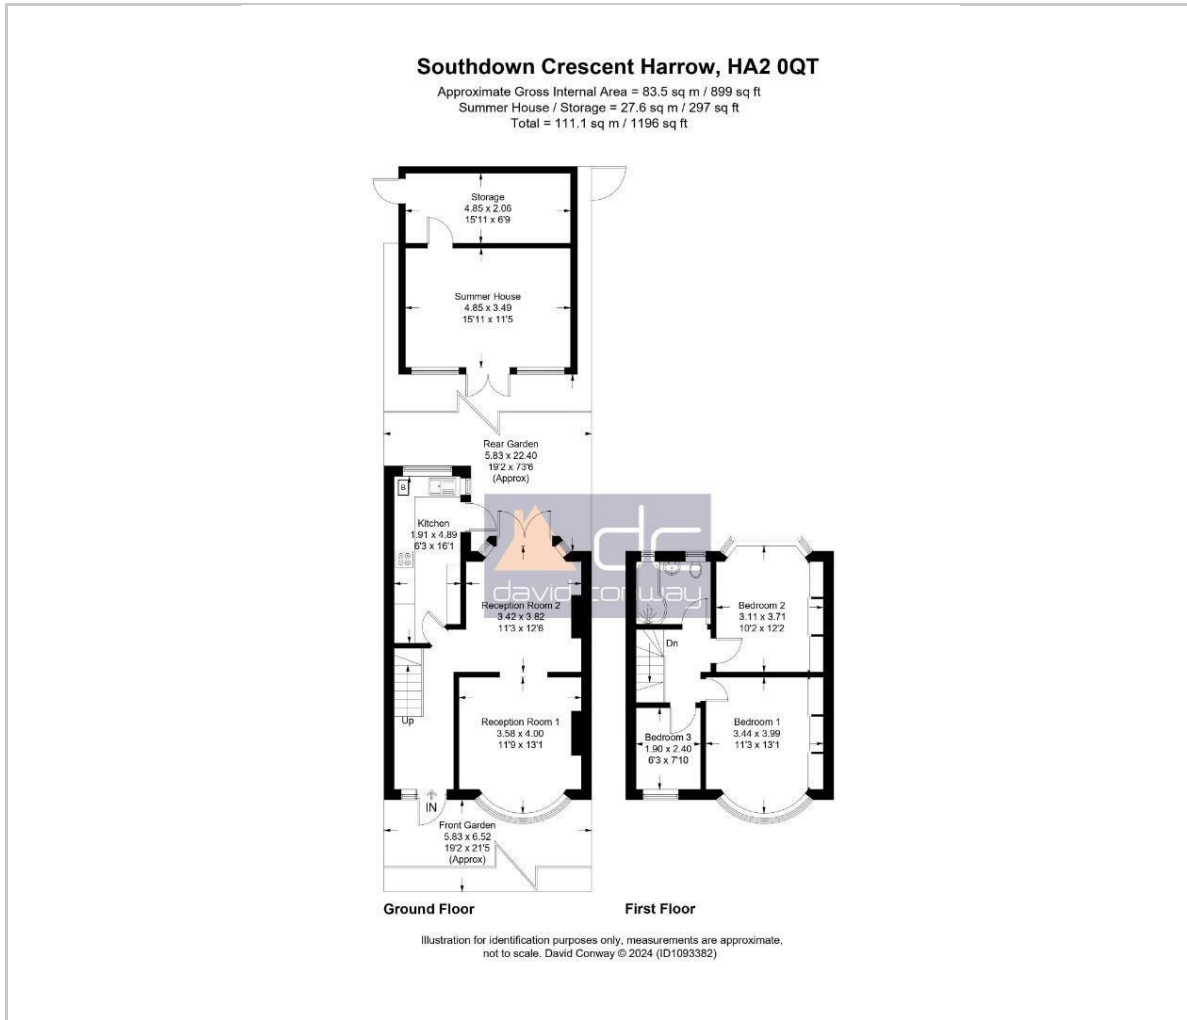 Southdown Crescent Harrow, HA2 0QT
Approximate Gross Internal Area = 83.5 sq m / 899 sq ft
Summer House / Storage = 27.6 sq m / 297 sq ft
Total = 111.1 sq m / 1196 sq ft
Storage
4.85 x 2.06
15'11 x 6'9
Summer House
4.85 x 3.49
15'11 x 11'5
Rear Garden
5.83 x 22.40
19'2 x 73'6
(Approx)
B
Kitchen
1.91 x 4.89
6'3 x 16'1
dc
david conway
Reception Room 2
3.42 x 3.82
11'3 x 12'6
Bedroom 2
3.11 x 3.71
10'2 x 12'2
Dn
Up
Reception Room 1
3.58 x 4.00
11'9 x 13'1
Bedroom 3
1.90 x 2.40
6'3 x 7'10
Bedroom 1
3.44 x 3.99
11'3 x 13'1
IN
Front Garden
5.83 x 6.52
19'2 x 21'5
(Approx)
Ground Floor
First Floor
Illustration for identification purposes only, measurements are approximate,
not to scale. David Conway © 2024 (ID1093382)